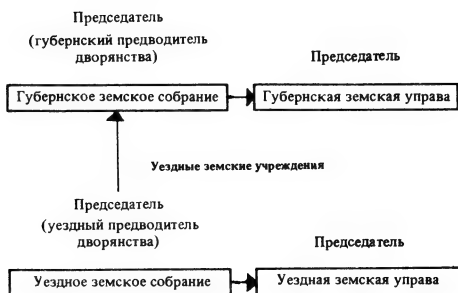 Председатель
(губернский предводитель
дворянства)
Председатель
Губернское земское собрание
Губернская земская управа
Уездные земские учреждения
Председатель
(уездный предводитель
дворянства)
Председатель
Уездное земское собрание
Уездная земская управа